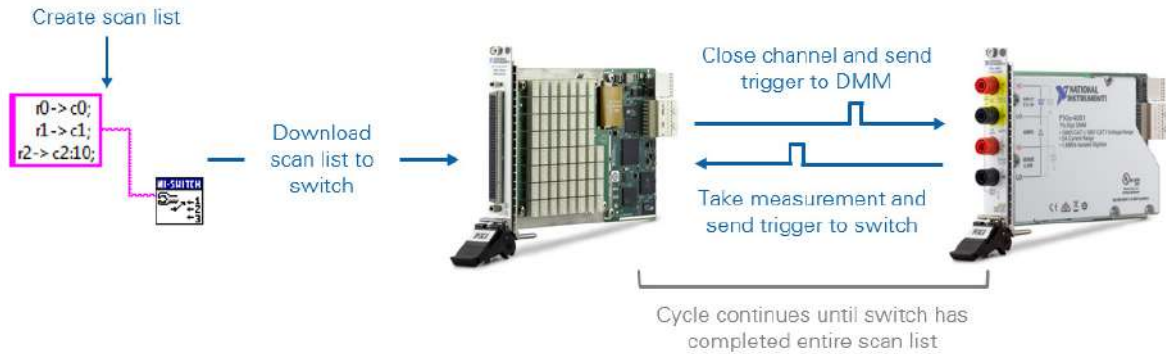 Create scan list
r0-> c0;
r1-> c1;
r2-> c2:10;
NI-SWITCH
Download
scan list to
switch
Close channel and send
trigger to DMM
Take measurement and
send trigger to switch
NATIONAL
INSTRUMENTS
PXIe-4081
Cycle continues until switch has
completed entire scan list